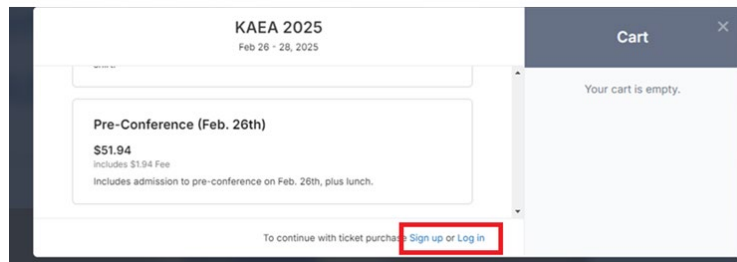 KAEA 2025
Feb 26 - 28, 2025
Pre-Conference (Feb. 26th)
$51.94
includes $1.94 Fee
Includes admission to pre-conference on Feb. 26th, plus lunch.
To continue with ticket purchase Sign up or Log in
Cart
Your cart is empty.